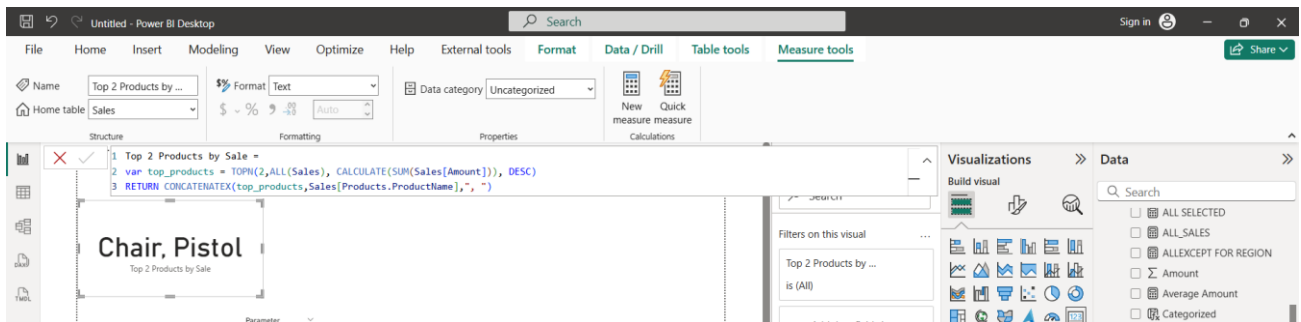 Untitled - Power BI Desktop
Search
Sign in
File Home Insert Modeling View Optimize Help External tools Format Data / Drill Table tools Measure tools
Share
Name Top 2 Products by ...
Home table Sales
Structure
Format Text
$ % 9 Auto
Formatting
Data category Uncategorized
Properties
New measure
Quick measure
Calculations
1 Top 2 Products by Sale =
2 var top_products = TOPN(2,ALL(Sales), CALCULATE(SUM(Sales[Amount])), DESC)
3 RETURN CONCATENATEX(top_products,Sales[Products.ProductName],", ")
Chair, Pistol
Top 2 Products by Sale
Parameter
Search
Filters on this visual ...
Top 2 Products by ...
is (All)
Visualizations
Build visual
Data
Search
ALL SELECTED
ALL_SALES
ALLEXCEPT FOR REGION
Amount
Average Amount
Categorized